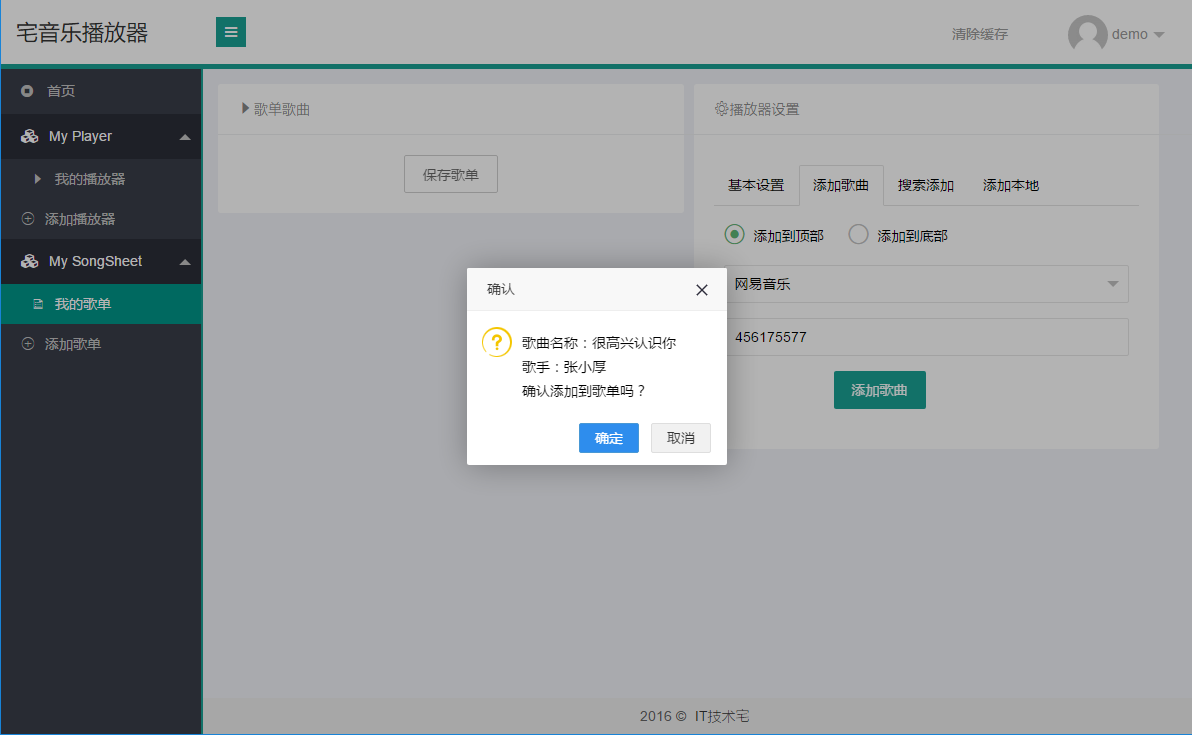 宅音乐播放器
清除缓存
demo
首页
My Player
我的播放器
添加播放器
My SongSheet
我的歌单
添加歌单
歌单歌曲
保存歌单
播放器设置
基本设置 添加歌曲 搜索添加 添加本地
添加到顶部 添加到底部
网易音乐
456175577
添加歌曲
确认
歌曲名称：很高兴认识你
歌手：张小厚
确认添加到歌单吗？
确定 取消
2016 © IT技术宅